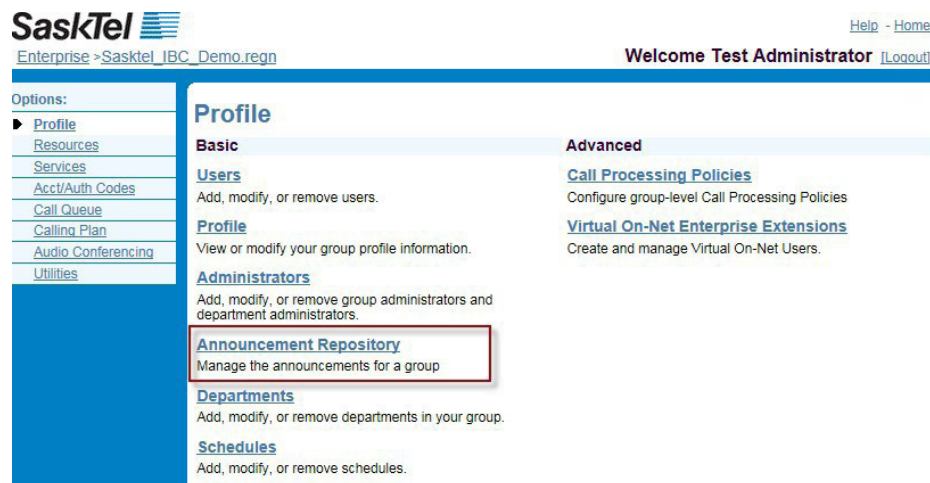 SaskTel
Help - Home
Enterprise >Sasktel_IBC_Demo.regn
Welcome Test Administrator [Logout]
Options:
Profile
Resources
Services
Acct/Auth Codes
Call Queue
Calling Plan
Audio Conferencing
Utilities
Profile
Basic
Users
Add, modify, or remove users.
Profile
View or modify your group profile information.
Administrators
Add, modify, or remove group administrators and
department administrators.
Announcement Repository
Manage the announcements for a group
Departments
Add, modify, or remove departments in your group.
Schedules
Add, modify, or remove schedules.
Advanced
Call Processing Policies
Configure group-level Call Processing Policies
Virtual On-Net Enterprise Extensions
Create and manage Virtual On-Net Users.